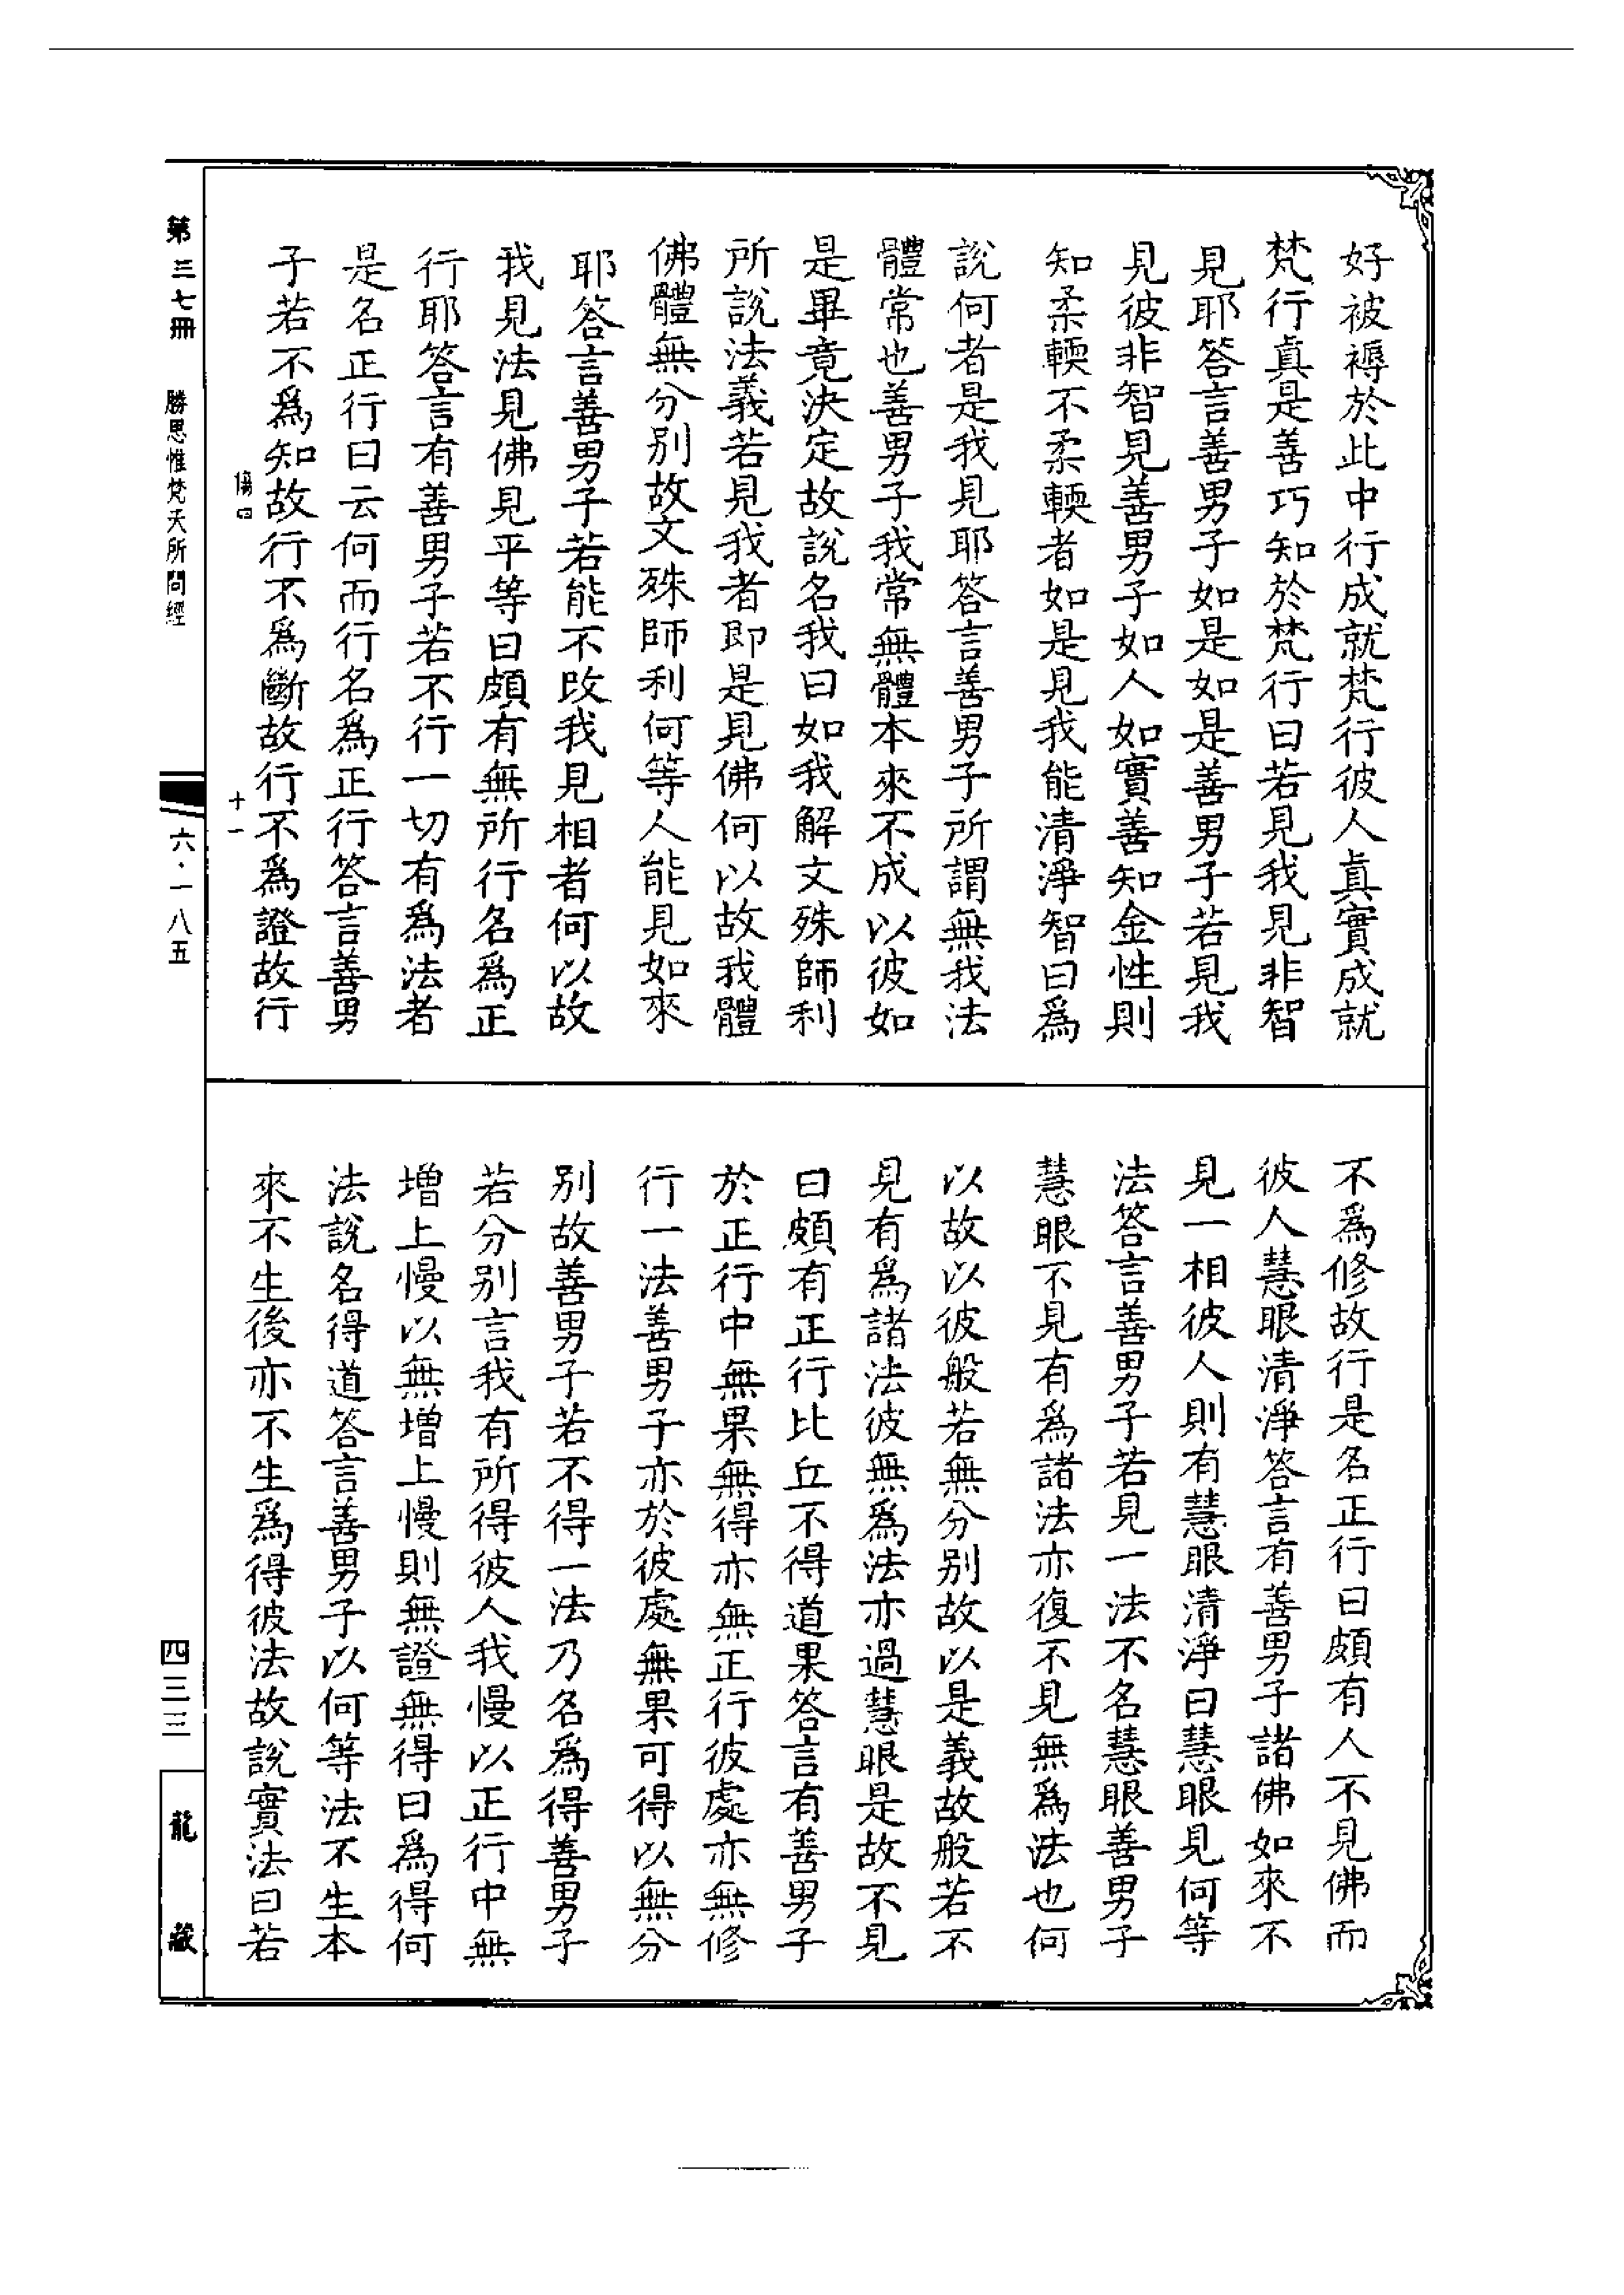 好被褥於此中行成就梵行彼人真實成就
梵行真是善巧知於梵行曰若見我見非智
見耶答言善男子如是如是善男子若見我
見彼非智見善男子如人如實善知金性則
知柔輭不柔輭者如是見我能清淨智曰爲
說何者是我見耶答言善男子所謂無我法
體常也善男子我常無體本來不成以彼如
是畢竟決定故說名我曰如我解文殊師利
所說法義若見我者即是見佛何以故我體
佛體無分別故文殊師利何等人能見如來
耶答言善男子若能不改我見相者何以故
我見法見佛見平等曰頗有無所行名爲正
行耶答言有善男子若不行一切有爲法者
是名正行曰云何而行名爲正行答言善男
子若不爲知故行不爲斷故行不爲證故行
不爲修故行是名正行曰頗有人不見佛而
彼人慧眼清淨答言有善男子諸佛如來不
見一相彼人則有慧眼清淨曰慧眼見何等
法答言善男子若見一法不名慧眼善男子
慧眼不見有爲諸法亦復不見無爲法也何
以故以彼般若無分別故以是義故般若不
見有爲諸法彼無爲法亦過慧眼是故不見
曰頗有正行比丘不得道果答言有善男子
於正行中無果無得亦無正行彼處亦無修
行一法善男子亦於彼處無果可得以無分
別故善男子若不得一法乃名爲得善男子
若分別言我有所得彼人我慢以正行中無
增上慢以無增上慢則無證無得曰爲得何
法說名得道答言善男子以何等法不生本
來不生後亦不生爲得彼法故說實法曰若
十一
第三七冊
勝思惟梵天所問經
六·一八五
四三三
龍藏